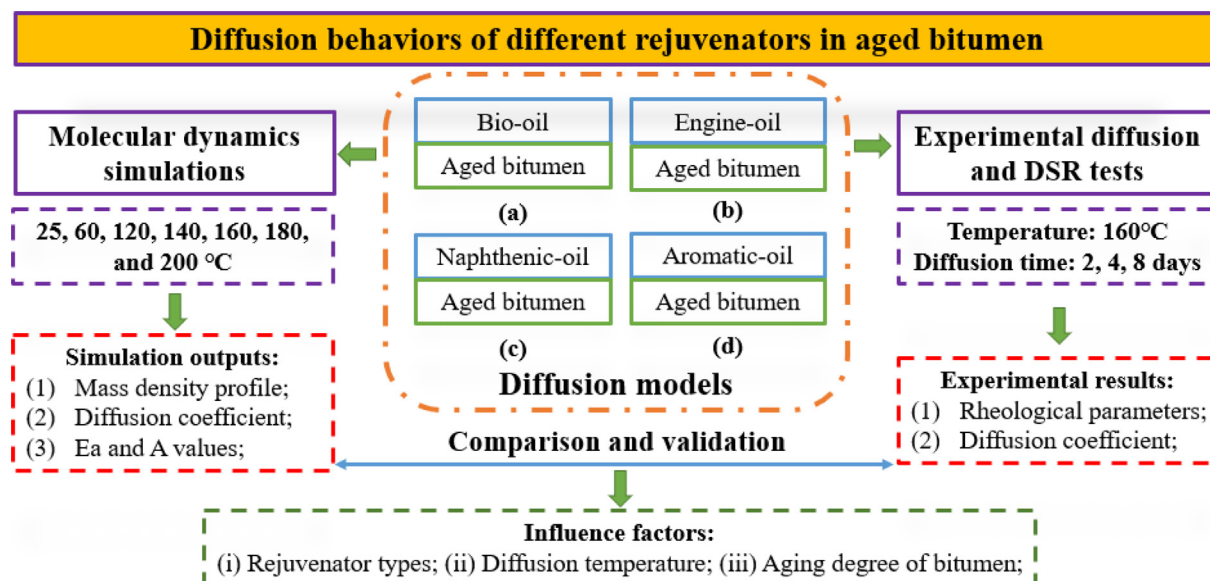 Diffusion behaviors of different rejuvenators in aged bitumen
Molecular dynamics
simulations
25, 60, 120, 140, 160, 180,
and 200 °C
Simulation outputs:
(1) Mass density profile;
(2) Diffusion coefficient;
(3) Ea and A values;
Bio-oil
Aged bitumen
(a)
Engine-oil
Aged bitumen
(b)
Naphthenic-oil
Aged bitumen
(c)
Aromatic-oil
Aged bitumen
(d)
Diffusion models
Comparison and validation
Experimental diffusion
and DSR tests
Temperature: 160°C
Diffusion time: 2, 4, 8 days
Experimental results:
(1) Rheological parameters;
(2) Diffusion coefficient;
Influence factors:
(i) Rejuvenator types; (ii) Diffusion temperature; (iii) Aging degree of bitumen;